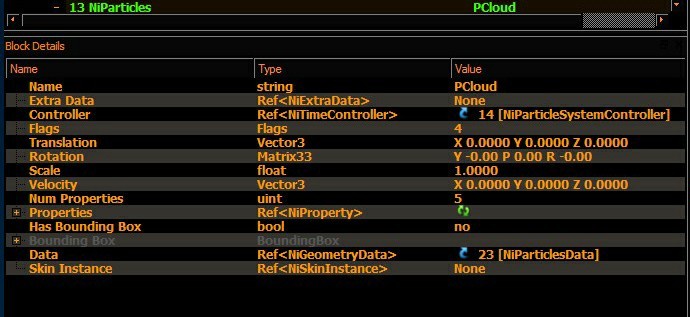 13 NiParticles PCloud
Block Details
Name Type Value
Name string PCloud
Extra Data Ref<NiExtraData> None
Controller Ref<NiTimeController> 14 [NiParticleSystemController]
Flags Flags 4
Translation Vector3 X 0.0000 Y 0.0000 Z 0.0000
Rotation Matrix33 Y -0.00 P 0.00 R -0.00
Scale float 1.0000
Velocity Vector3 X 0.0000 Y 0.0000 Z 0.0000
Num Properties uint 5
Properties Ref<NiProperty>
Has Bounding Box bool no
Bounding Box BoundingBox
Data Ref<NiGeometryData> 23 [NiParticlesData]
Skin Instance Ref<NiSkinInstance> None